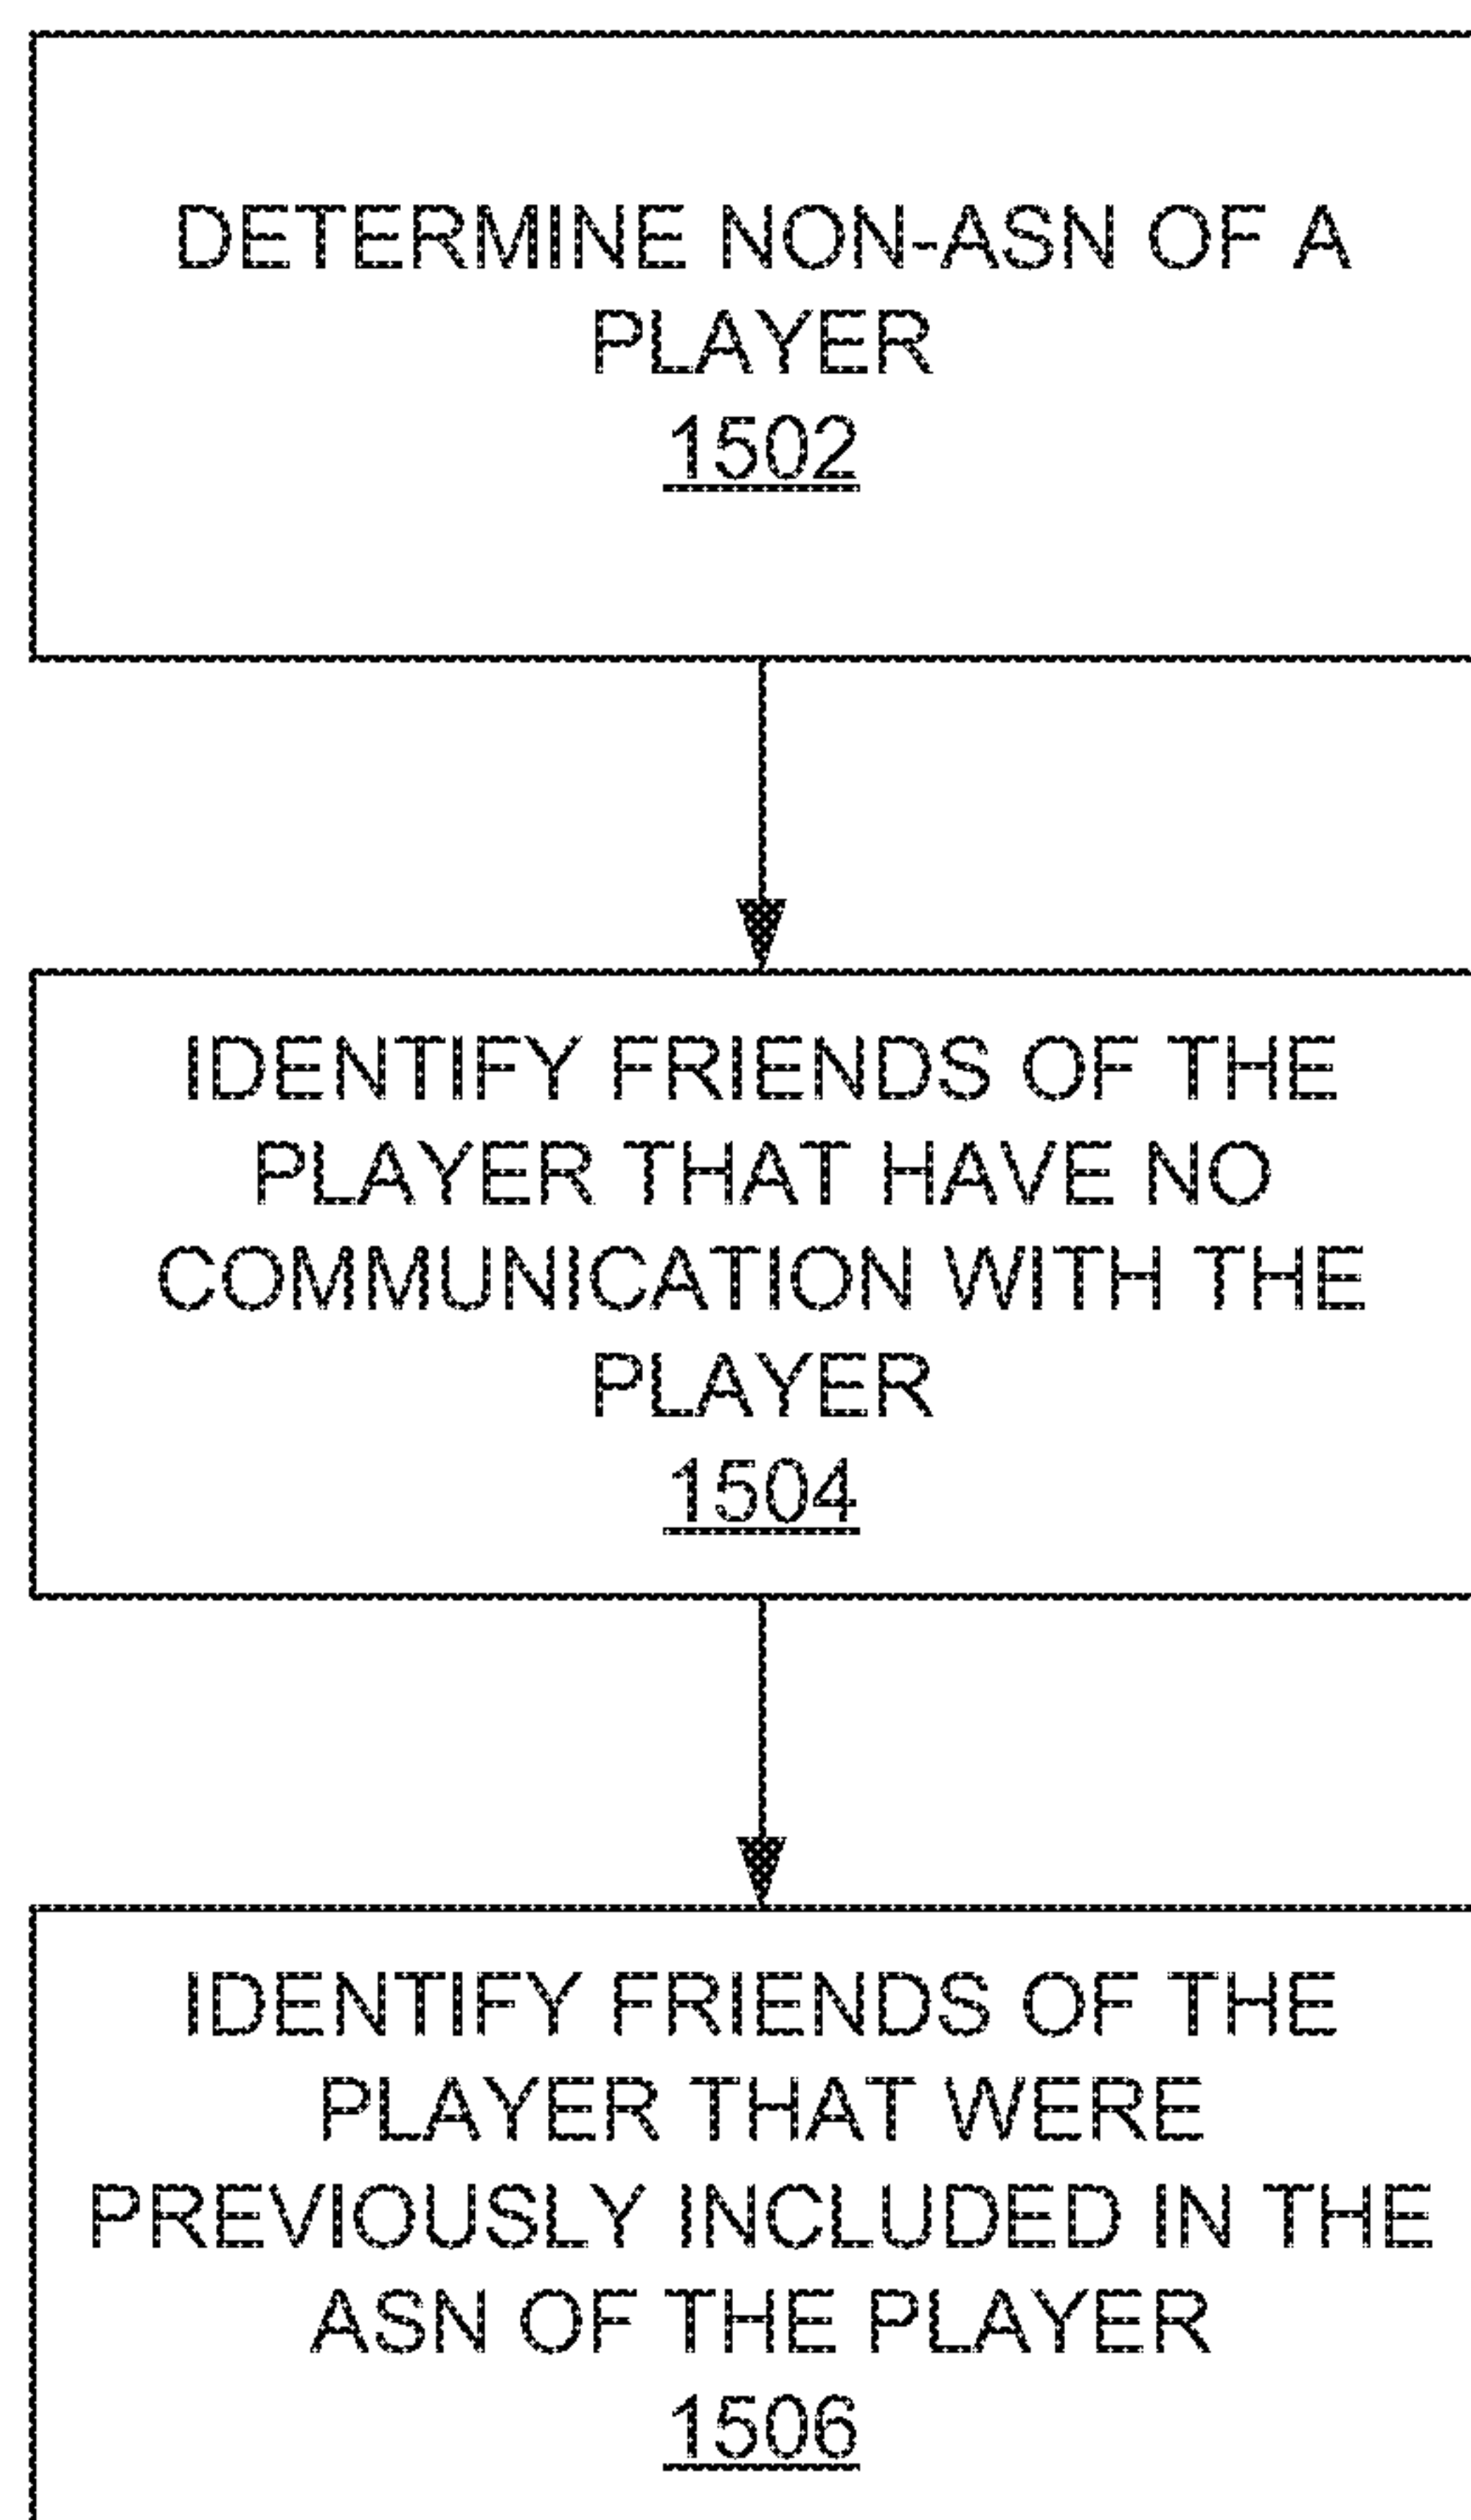 DETERMINE NON-ASN OF A
PLAYER
1502
IDENTIFY FRIENDS OF THE
PLAYER THAT HAVE NO
COMMUNICATION WITH THE
PLAYER
1504
IDENTIFY FRIENDS OF THE
PLAYER THAT WERE
PREVIOUSLY INCLUDED IN THE
ASN OF THE PLAYER
1506